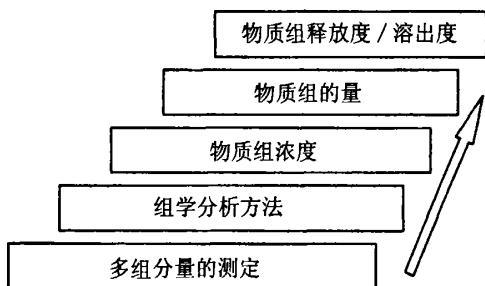 物质组释放度/溶出度
物质组的量
物质组浓度
组学分析方法
多组分量的测定